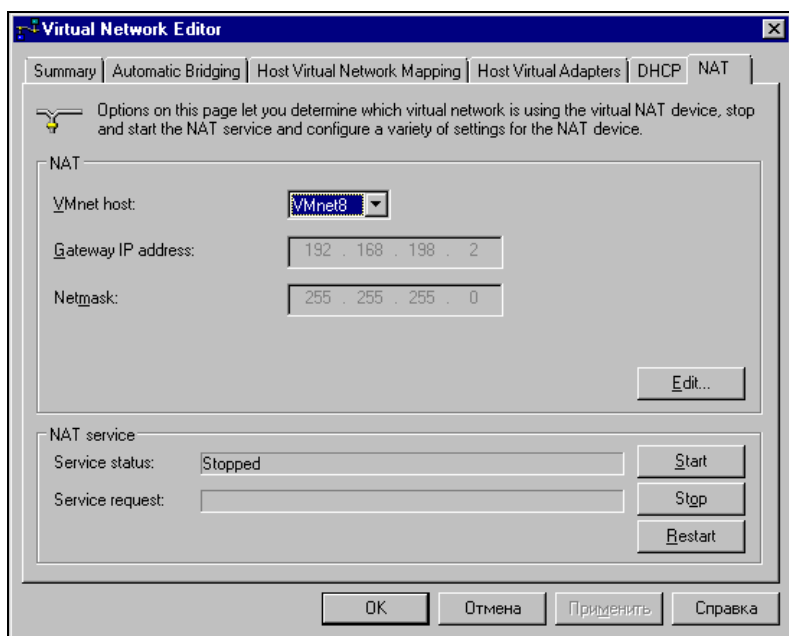 Virtual Network Editor
Summary Automatic Bridging Host Virtual Network Mapping Host Virtual Adapters DHCP NAT
Options on this page let you determine which virtual network is using the virtual NAT device, stop
and start the NAT service and configure a variety of settings for the NAT device.
NAT
VMnet host: VMnet8
Gateway IP address: 192 . 168 . 198 . 2
Netmask: 255 . 255 . 255 . 0
Edit...
NAT service
Service status: Stopped Start
Service request: Stop
Restart
OK Отмена Применить Справка